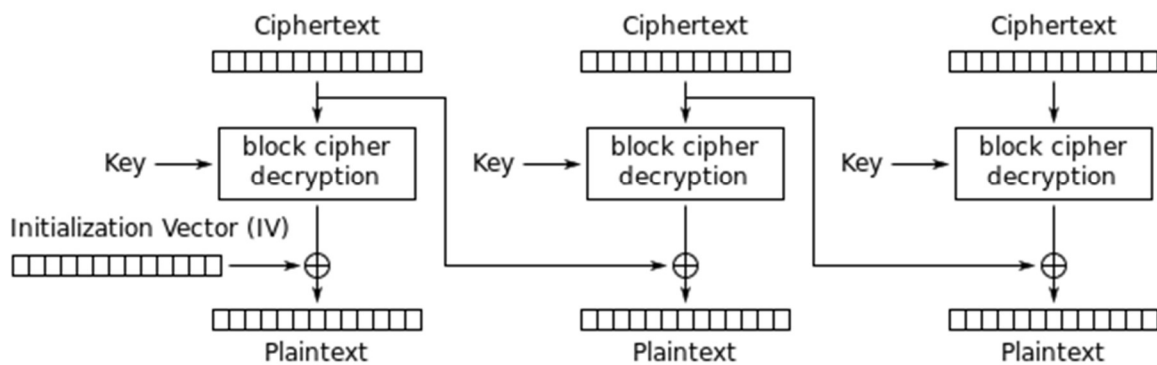 Ciphertext Ciphertext Ciphertext
Key block cipher decryption Key block cipher decryption Key block cipher decryption
Initialization Vector (IV)
Plaintext Plaintext Plaintext